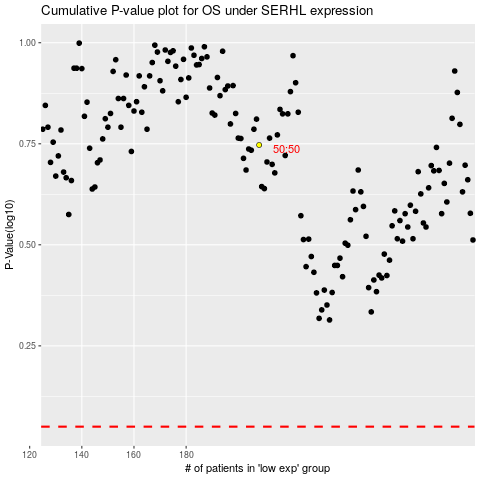 Cumulative P-value plot for OS under SERHL expression
1.00
0.75
0.50
0.25
P-Value(log10)
50:50
120 140 160 180
# of patients in 'low exp' group